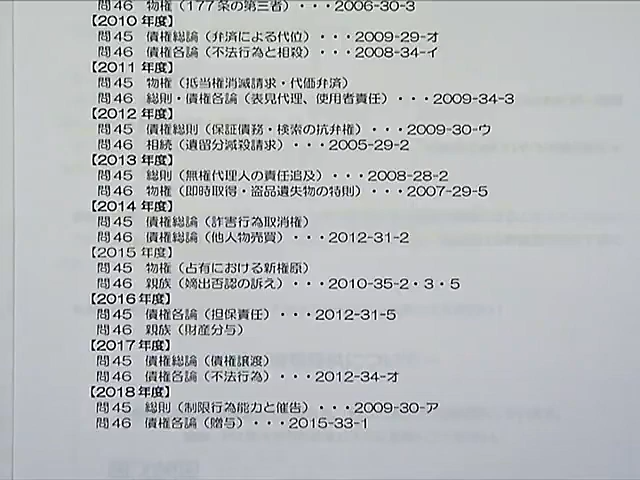 問46 物権（177条の第三者）・・・2006-30-3
【2010年度】
問45 債権総論（弁済による代位）・・・2009-29-オ
問46 債権各論（不法行為と相殺）・・・2008-34-イ
【2011年度】
問45 物権（抵当権消滅請求・代価弁済）
問46 総則・債権各論（表見代理、使用者責任）・・・2009-34-3
【2012年度】
問45 債権総則（保証債務・検索の抗弁権）・・・2009-30-ウ
問46 相続（遺留分減殺請求）・・・2005-29-2
【2013年度】
問45 総則（無権代理人の責任追及）・・・2008-28-2
問46 物権（即時取得・盗品遺失物の特則）・・・2007-29-5
【2014年度】
問45 債権総論（詐害行為取消権）
問46 債権総論（他人物売買）・・・2012-31-2
【2015年度】
問45 物権（占有における新権原）
問46 親族（嫡出否認の訴え）・・・2010-35-2・3・5
【2016年度】
問45 債権各論（担保責任）・・・2012-31-5
問46 親族（財産分与）
【2017年度】
問45 債権総論（債権譲渡）
問46 債権各論（不法行為）・・・2012-34-オ
【2018年度】
問45 総則（制限行為能力と催告）・・・2009-30-ア
問46 債権各論（贈与）・・・2015-33-1